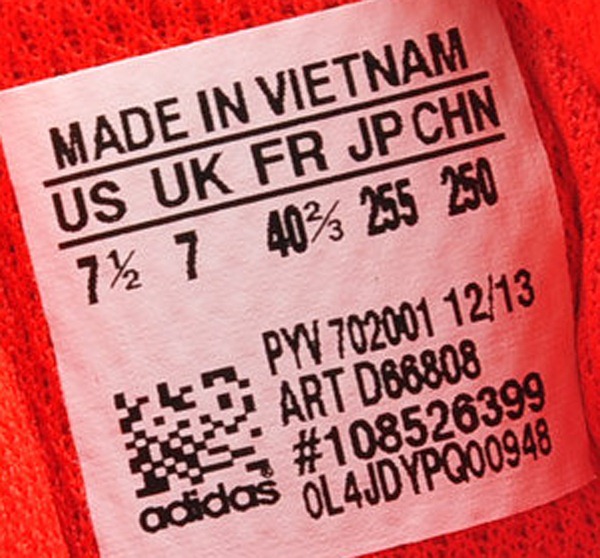 MADE IN VIETNAM
US UK FR JP CHN
7½ 7 40⅔ 255 250
PYV 702001 12/13
ART D66808
#108526399
0L4JDYPQ00948
adidas®